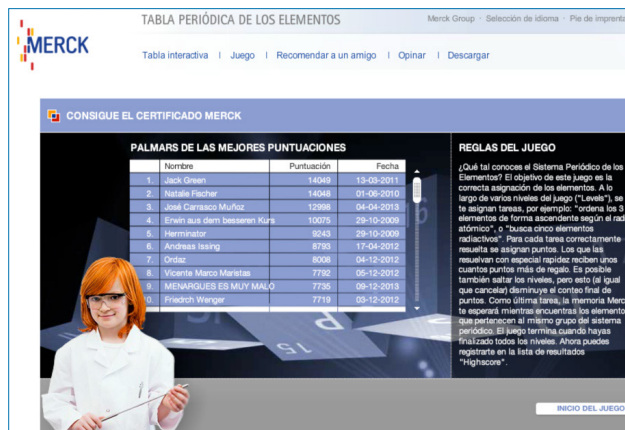 TABLA PERIÓDICA DE LOS ELEMENTOS
Merck Group · Selección de idioma · Pie de imprenta
MERCK
Tabla interactiva | Juego | Recomendar a un amigo | Opinar | Descargar
CONSIGUE EL CERTIFICADO MERCK
PALMARS DE LAS MEJORES PUNTUACIONES
Nombre Puntuación Fecha
1. Jack Green 14049 13-03-2011
2. Natalie Fischer 14048 01-06-2010
3. José Carrasco Muñoz 12998 04-04-2013
4. Erwin aus dem besseren Kurs 10075 29-10-2009
5. Herminator 9243 29-10-2009
6. Andreas Issing 8793 17-04-2012
7. Ordaz 8008 04-12-2012
8. Vicente Marco Maristas 7792 05-12-2012
9. MENARGUES ES MUY MALO 7735 09-12-2013
0. Friedrch Wenger 7719 03-12-2012
REGLAS DEL JUEGO
¿Qué tal conoces el Sistema Periódico de los
Elementos? El objetivo de este juego es la
correcta asignación de los elementos. A lo
largo de varios niveles del juego ("Levels"), se
te asignan tareas, por ejemplo: "ordena los 3
elementos de forma ascendente según el radi
atómico", o "busca cinco elementos
radiactivos". Para cada tarea correctamente
resuelta se asignan puntos. Los que las
resuelvan con especial rapidez reciben unos
cuantos puntos más de regalo. Es posible
también saltar los niveles, pero esto (al igual
que cancelar) disminuye el conteo final de
puntos. Como última tarea, la memoria Merc
te esperará mientras encuentras los elemento
que pertenecen al mismo grupo del sistema
periódico. El juego termina cuando hayas
finalizado todos los niveles. Ahora puedes
registrarte en la lista de resultados
"Highscore".
INICIO DEL JUEGO